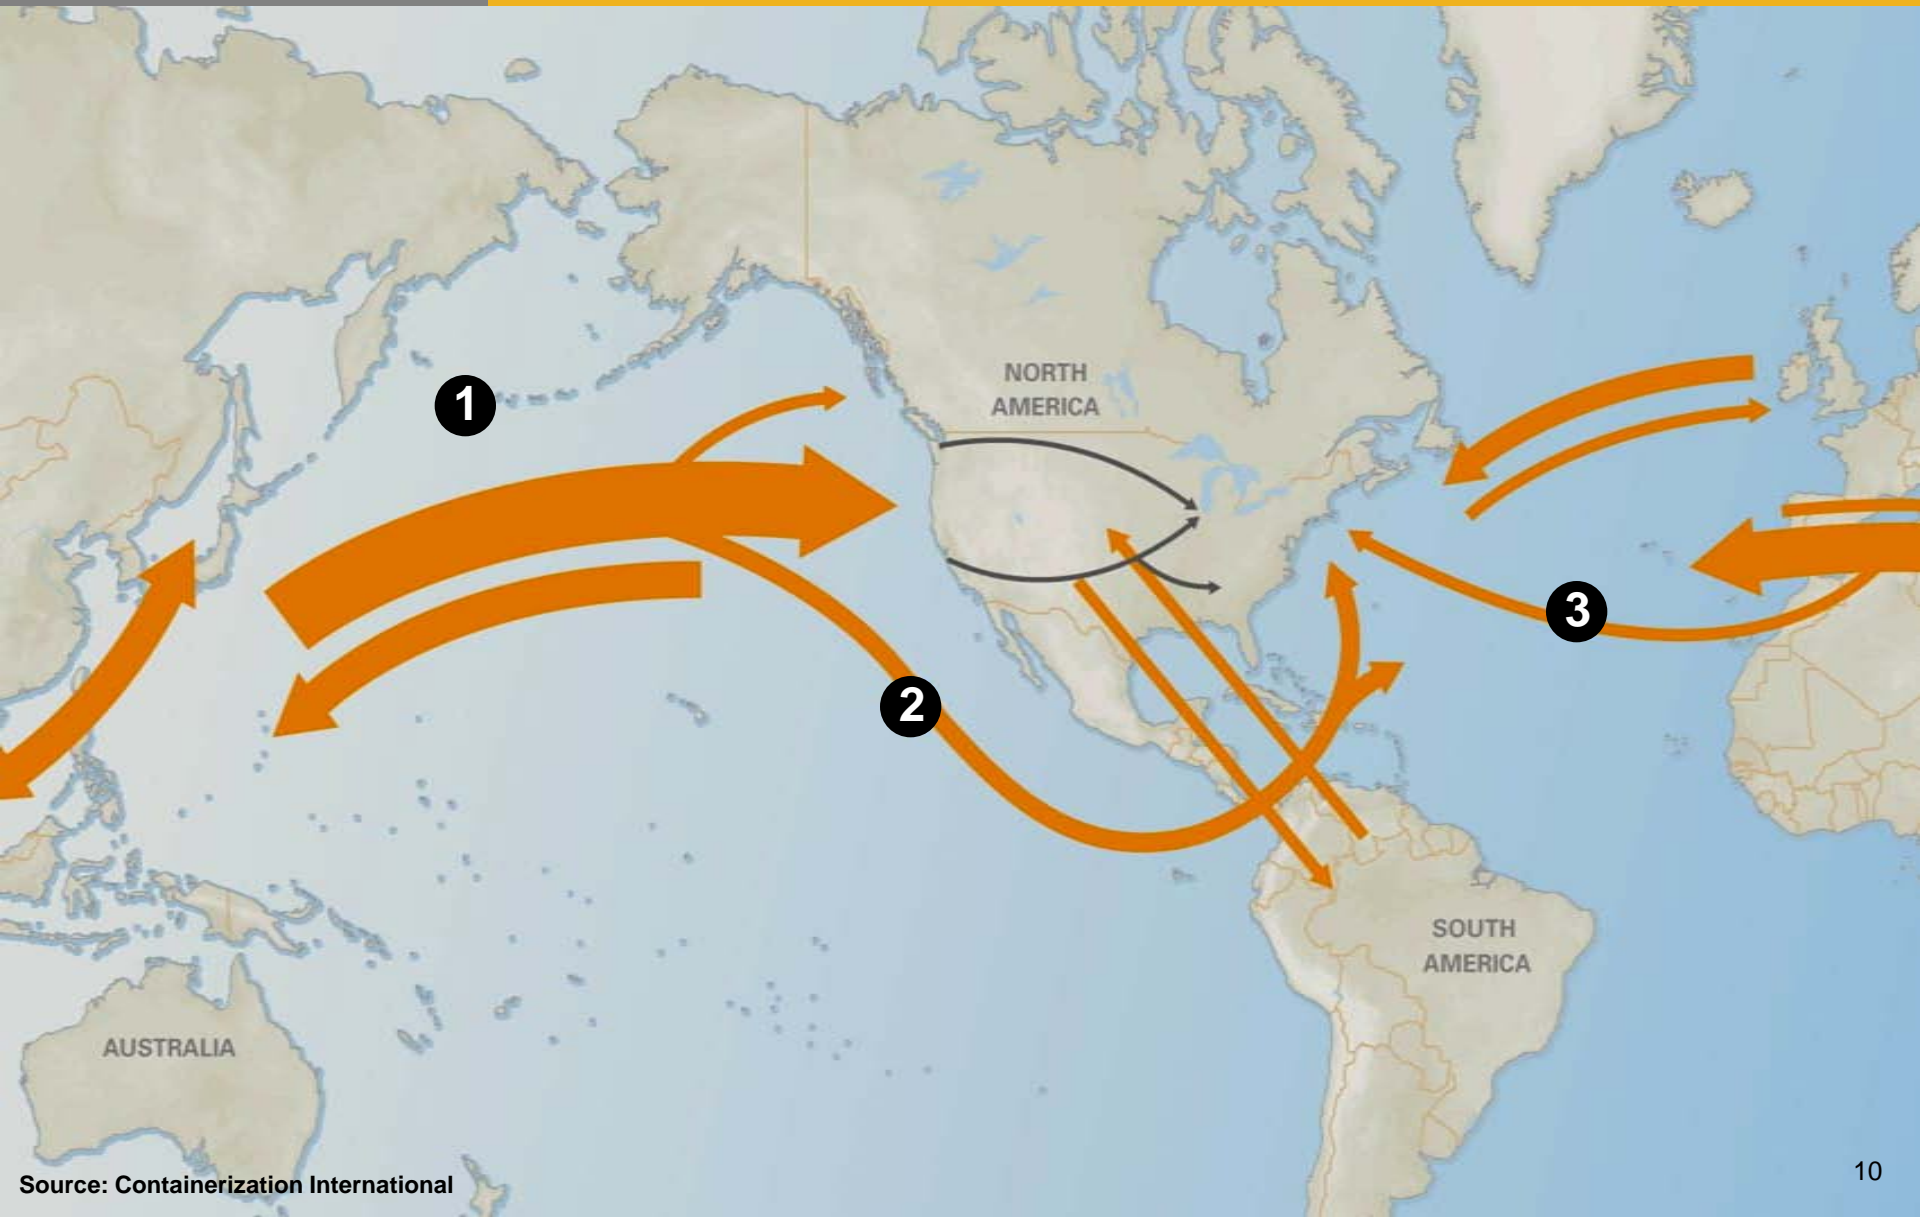 1
NORTH
AMERICA
3
2
SOUTH
AMERICA
AUSTRALIA
Source: Containerization International
10